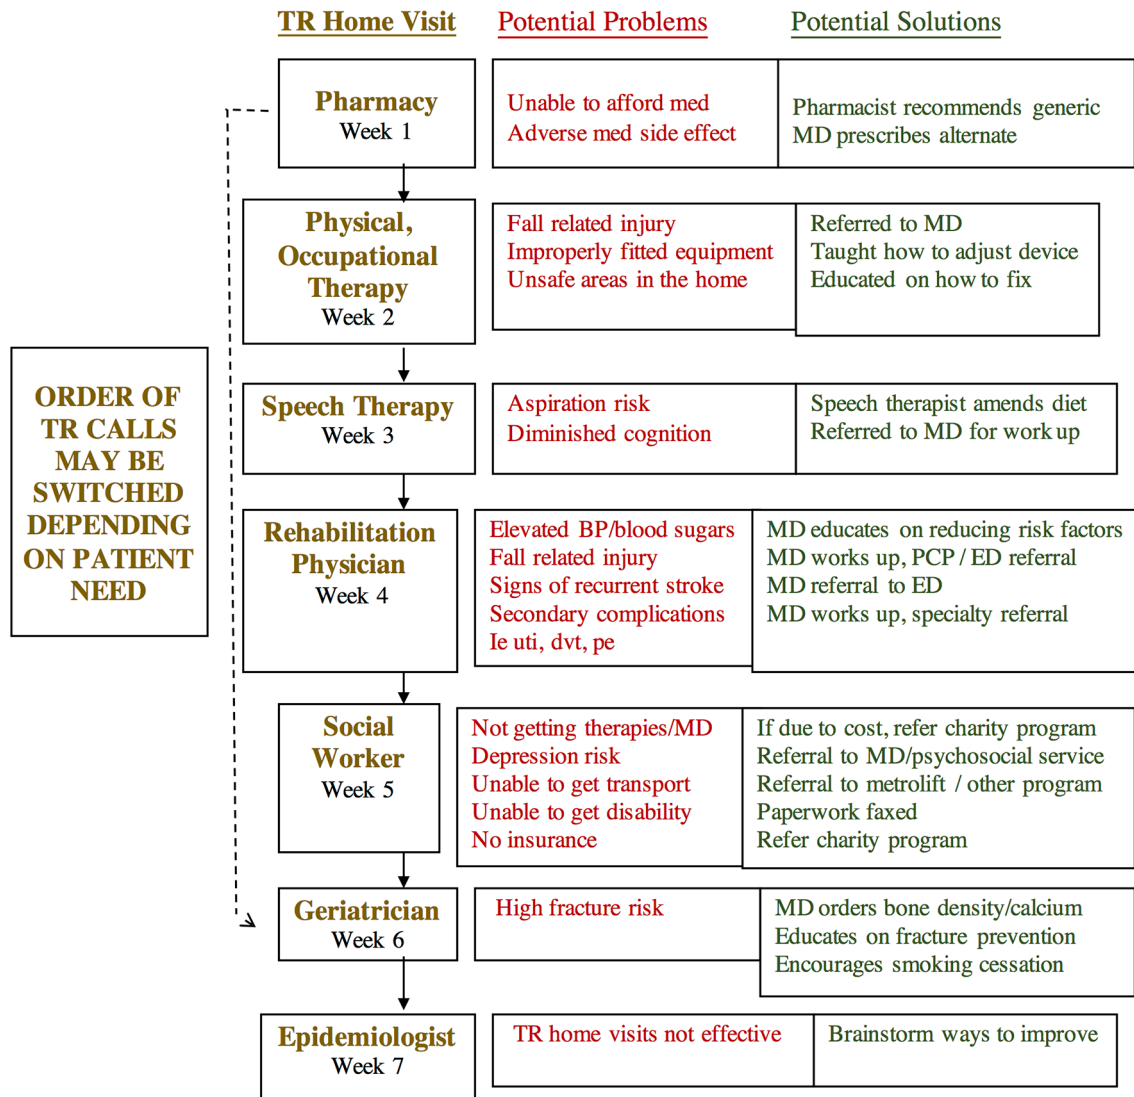 TR Home Visit
Potential Problems
Potential Solutions
Pharmacy
Week 1
Unable to afford med
Adverse med side effect
Pharmacist recommends generic
MD prescribes alternate
Physical,
Occupational
Therapy
Week 2
Fall related injury
Improperly fitted equipment
Unsafe areas in the home
Referred to MD
Taught how to adjust device
Educated on how to fix
ORDER OF
TR CALLS
MAY BE
SWITCHED
DEPENDING
ON PATIENT
NEED
Speech Therapy
Week 3
Aspiration risk
Diminished cognition
Speech therapist amends diet
Referred to MD for work up
Rehabilitation
Physician
Week 4
Elevated BP/blood sugars
Fall related injury
Signs of recurrent stroke
Secondary complications
Ie uti, dvt, pe
MD educates on reducing risk factors
MD works up, PCP / ED referral
MD referral to ED
MD works up, specialty referral
Social
Worker
Week 5
Not getting therapies/MD
Depression risk
Unable to get transport
Unable to get disability
No insurance
If due to cost, refer charity program
Referral to MD/psychosocial service
Referral to metrolift / other program
Paperwork faxed
Refer charity program
Geriatrician
Week 6
High fracture risk
MD orders bone density/calcium
Educates on fracture prevention
Encourages smoking cessation
Epidemiologist
Week 7
TR home visits not effective
Brainstorm ways to improve